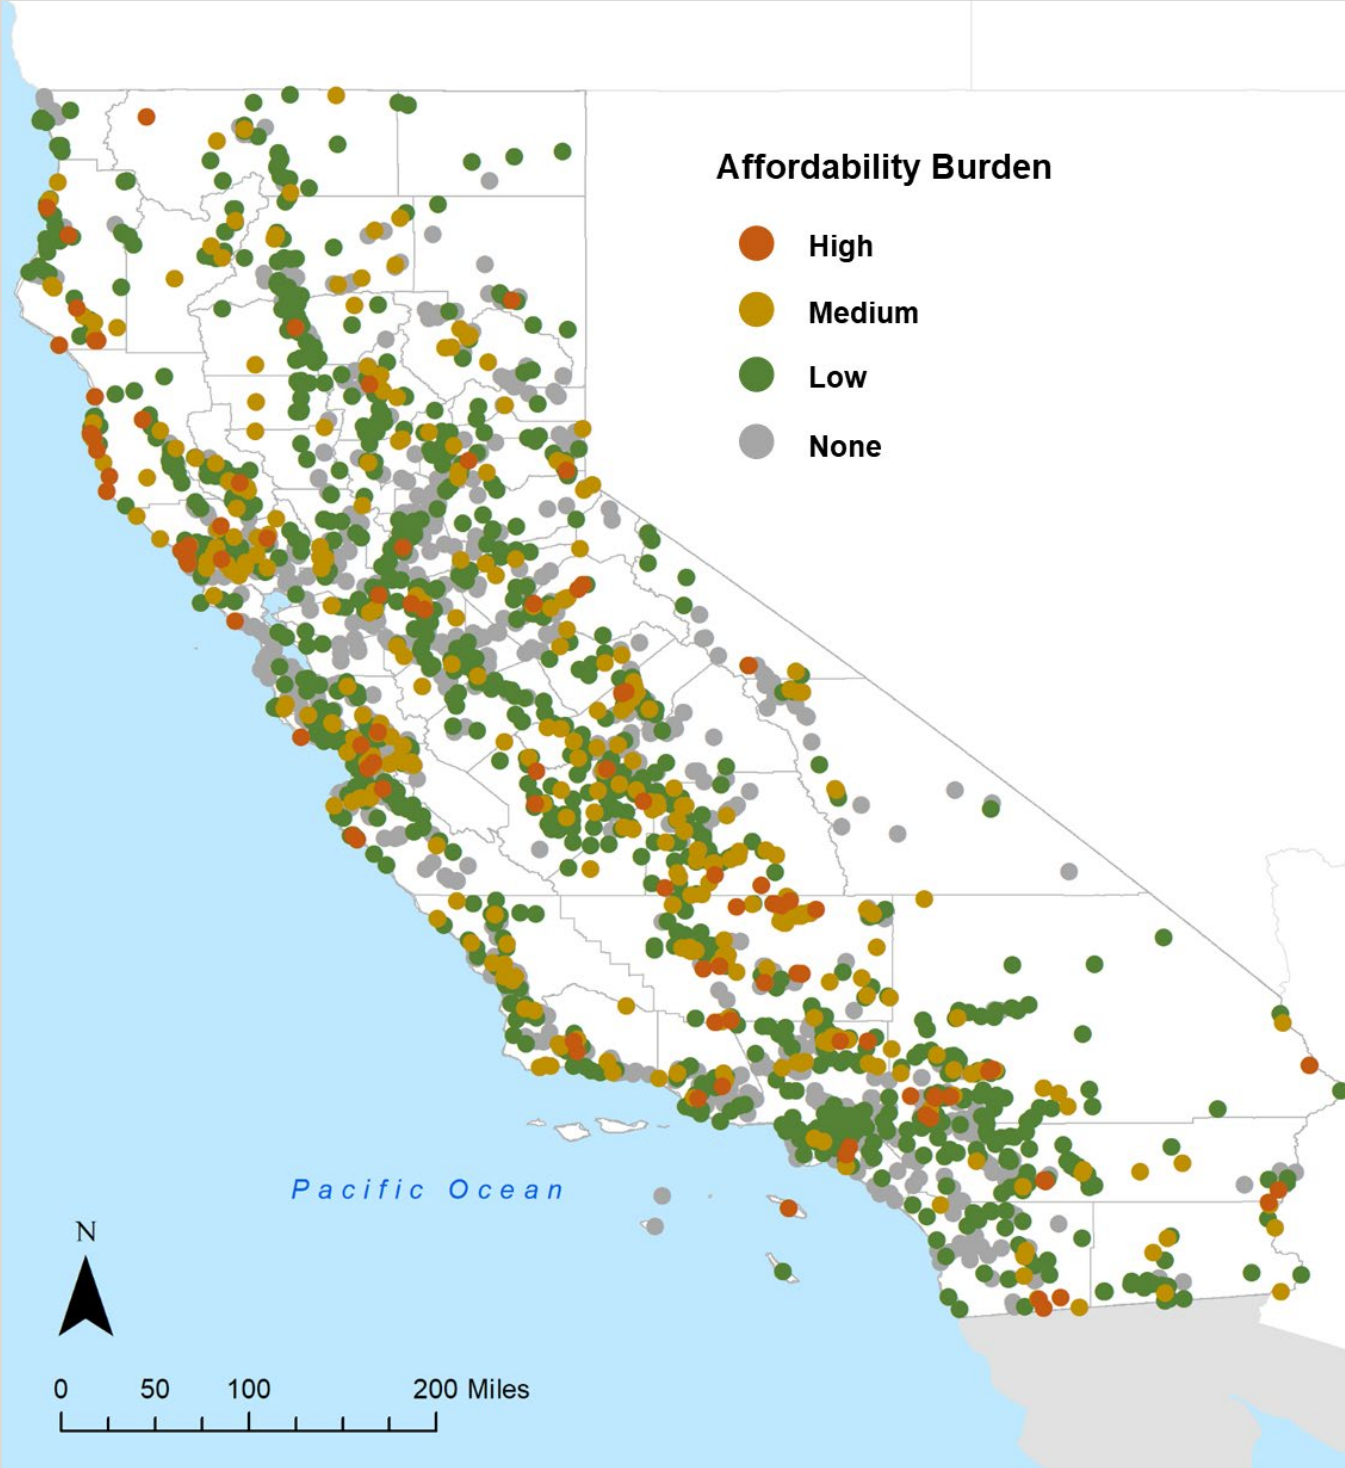 Affordability Burden
High
Medium
Low
None
Pacific Ocean
N
0 50 100 200 Miles